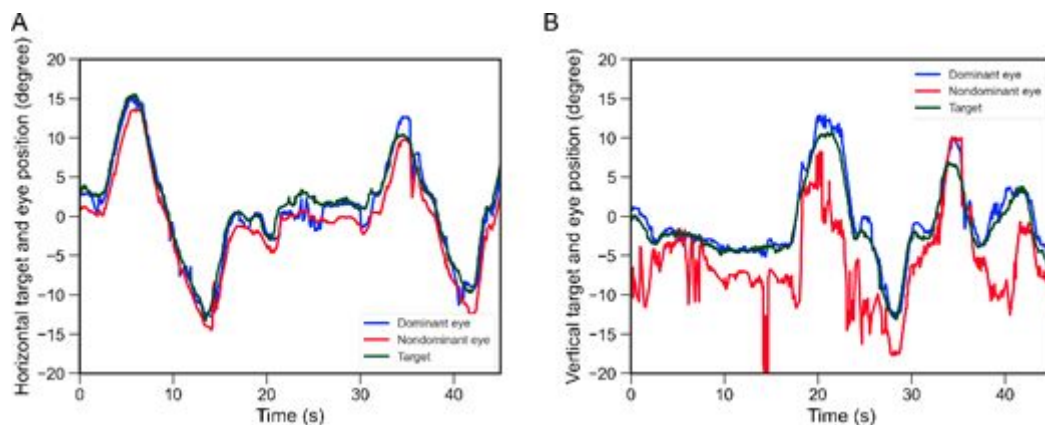 A
Horizontal target and eye position (degree)
20
15
10
5
0
−5
−10
−15
−20
0
10
20
30
40
Time (s)
Dominant eye
Nondominant eye
Target
B
Vertical target and eye position (degree)
20
15
10
5
0
−5
−10
−15
−20
0
10
20
30
40
Time (s)
Dominant eye
Nondominant eye
Target